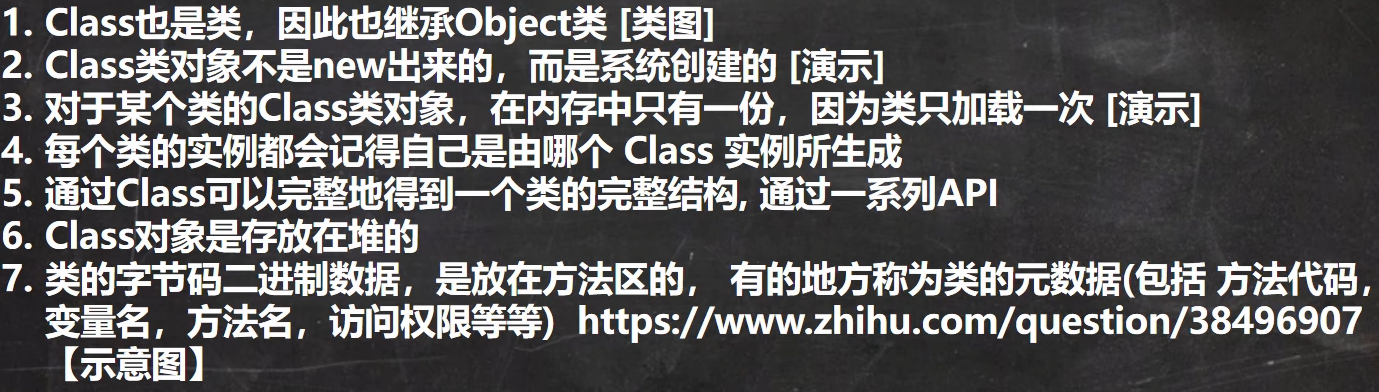 1. Class也是类，因此也继承Object类 [类图]
2. Class类对象不是new出来的，而是系统创建的 [演示]
3. 对于某个类的Class类对象，在内存中只有一份，因为类只加载一次 [演示]
4. 每个类的实例都会记得自己是由哪个 Class 实例所生成
5. 通过Class可以完整地得到一个类的完整结构, 通过一系列API
6. Class对象是存放在堆的
7. 类的字节码二进制数据，是放在方法区的， 有的地方称为类的元数据(包括 方法代码，
变量名，方法名，访问权限等等）https://www.zhihu.com/question/38496907
【示意图】